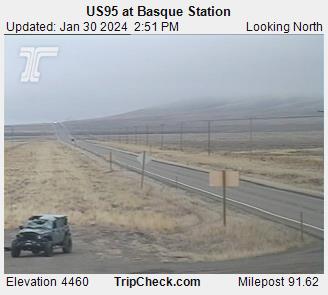 US95 at Basque Station
Updated: Jan 30 2024 2:51 PM Looking North
Elevation 4460 TripCheck.com Milepost 91.62